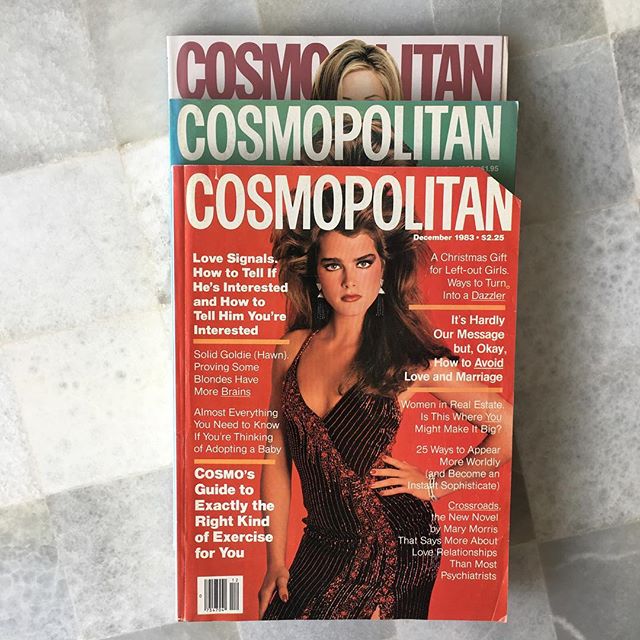 COSMOPOLITAN
COSMOPOLITAN
$1.95
COSMOPOLITAN
December 1983 • $2.25
Love Signals.
How to Tell If
He's Interested
and How to
Tell Him You're
Interested
Solid Goldie (Hawn).
Proving Some
Blondes Have
More Brains
Almost Everything
You Need to Know
If You're Thinking
of Adopting a Baby
COSMO'S
Guide to
Exactly the
Right Kind
of Exercise
for You
A Christmas Gift
for Left-out Girls.
Ways to Turn
Into a Dazzler
It's Hardly
Our Message
but, Okay,
How to Avoid
Love and Marriage
Women in Real Estate.
Is This Where You
Might Make It Big?
25 Ways to Appear
More Worldly
(and Become an
Instant Sophisticate)
Crossroads,
the New Novel
by Mary Morris
That Says More About
Love Relationships
Than Most
Psychiatrists
12
0